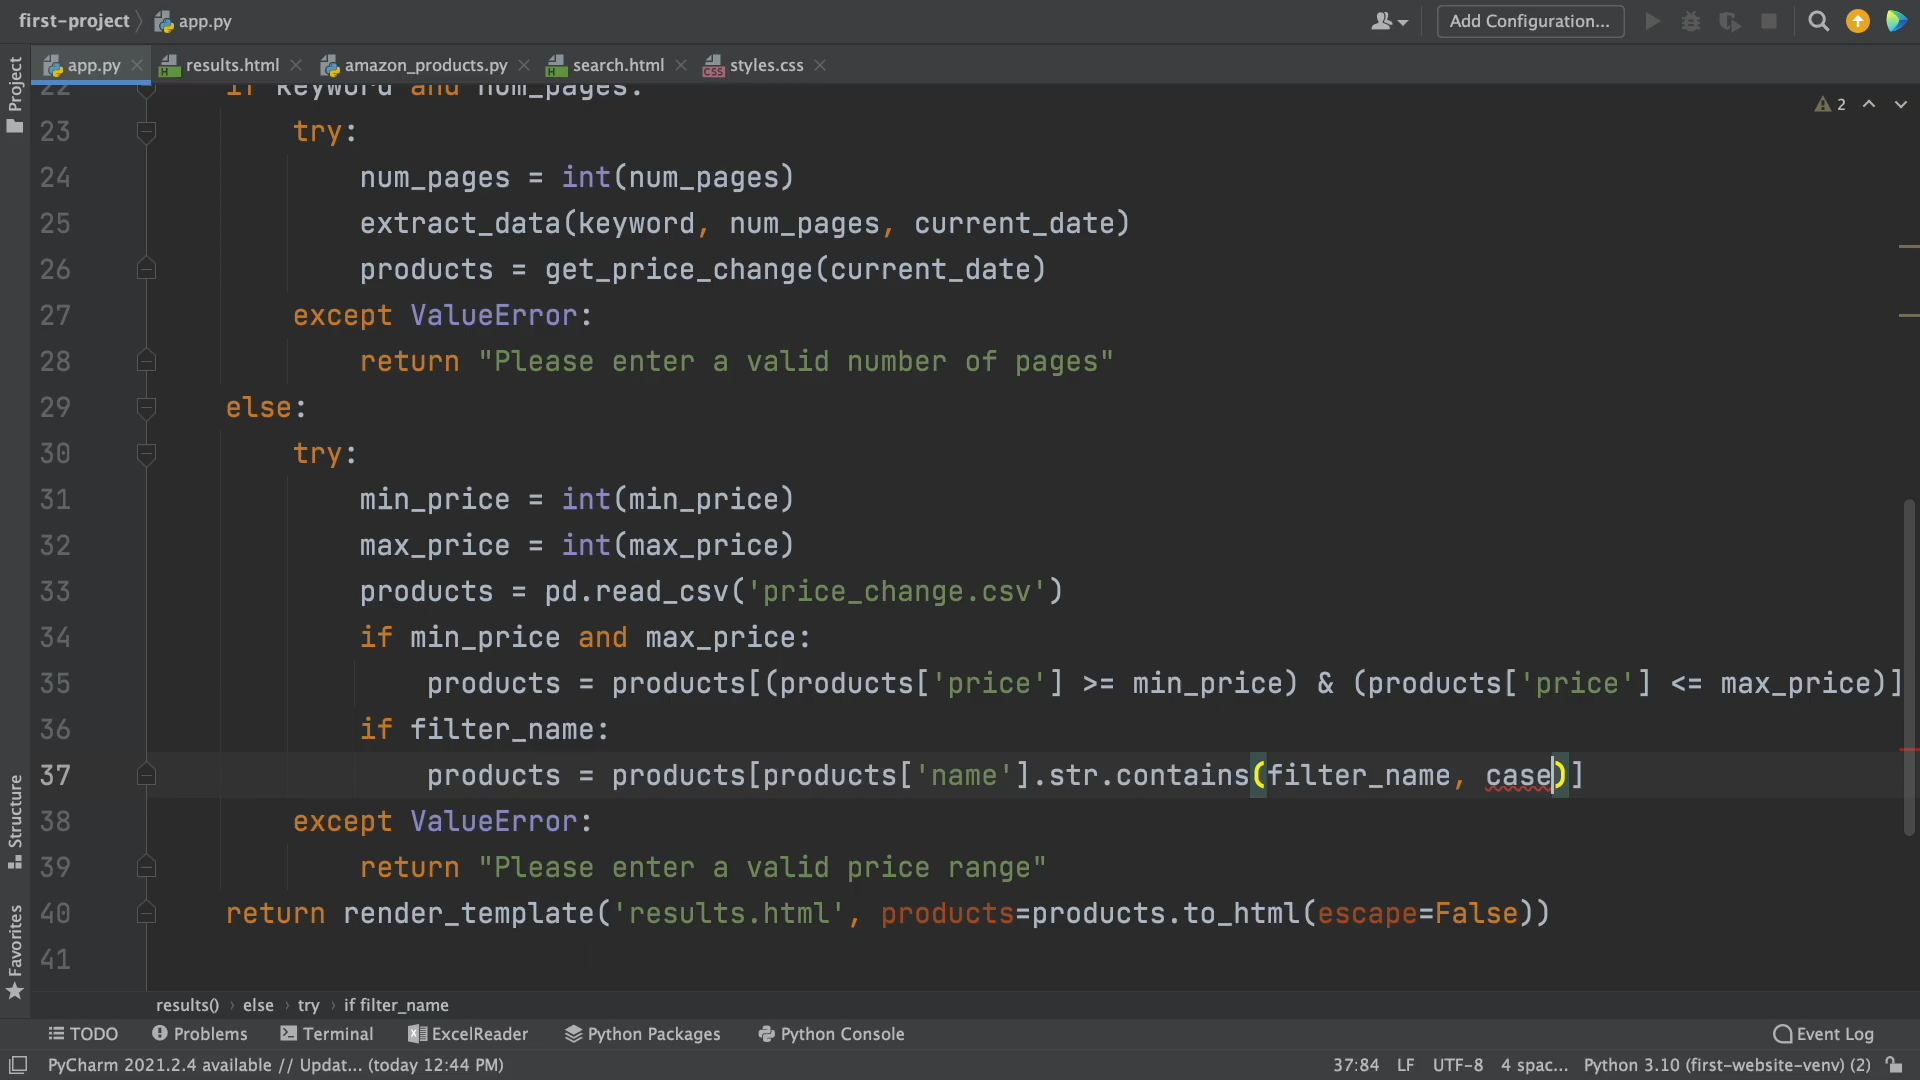 first-project app.py Add Configuration...
app.py results.html amazon_products.py search.html styles.css
Project
22 if keyword and num_pages: 2
23 try:
24 num_pages = int(num_pages)
25 extract_data(keyword, num_pages, current_date)
26 products = get_price_change(current_date)
27 except ValueError:
28 return "Please enter a valid number of pages"
29 else:
30 try:
31 min_price = int(min_price)
32 max_price = int(max_price)
33 products = pd.read_csv('price_change.csv')
34 if min_price and max_price:
35 products = products[(products['price'] >= min_price) & (products['price'] <= max_price)]
36 if filter_name:
37 products = products[products['name'].str.contains(filter_name, case)]
38 except ValueError:
39 return "Please enter a valid price range"
40 return render_template('results.html', products=products.to_html(escape=False))
41
Structure
Favorites
results() › else › try › if filter_name
TODO Problems Terminal ExcelReader Python Packages Python Console Event Log
PyCharm 2021.2.4 available // Updat... (today 12:44 PM) 37:84 LF UTF-8 4 spac... Python 3.10 (first-website-venv) (2)